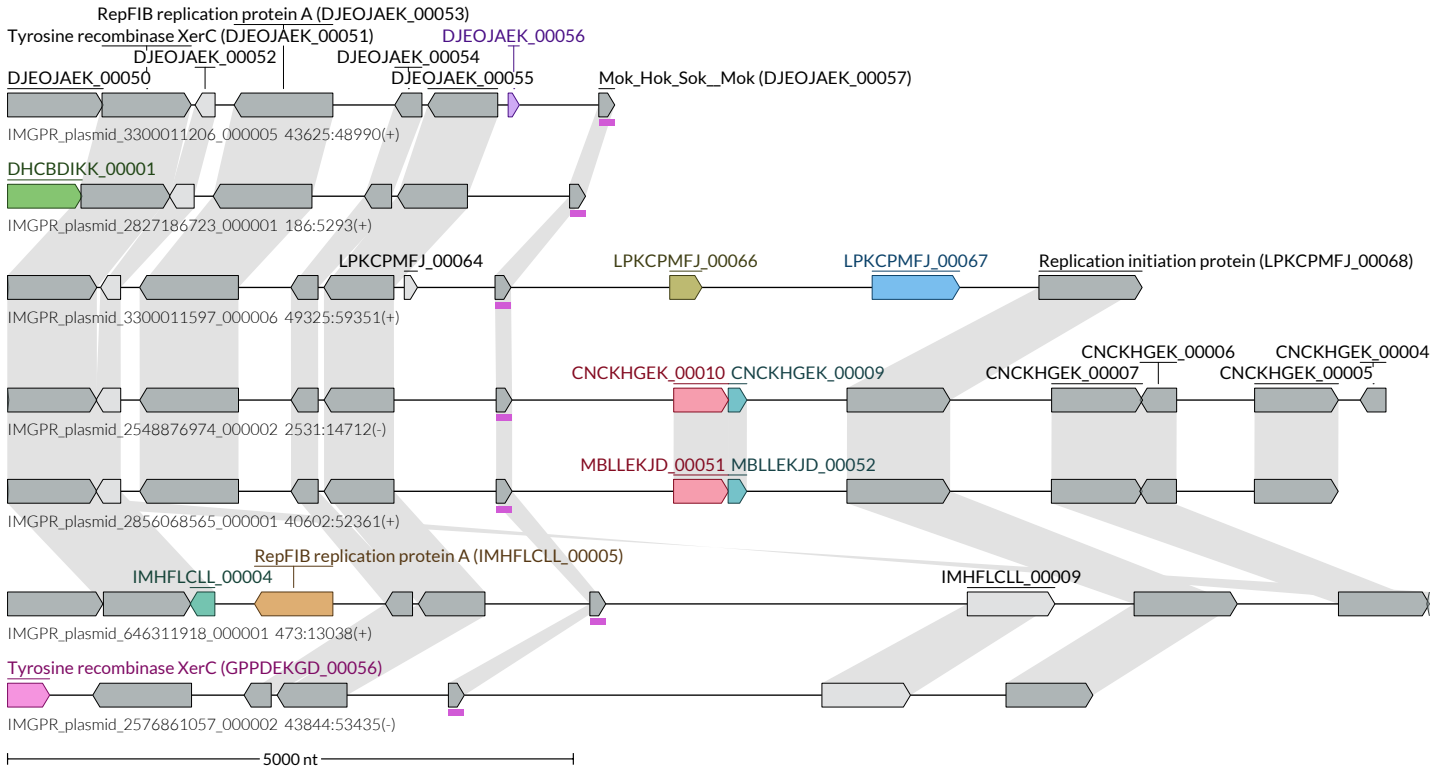 RepFIB replication protein A (DJEOJAEK_00053)
Tyrosine recombinase XerC (DJEOJAEK_00051)
DJEOJAEK_00056
DJEOJAEK_00052
DJEOJAEK_00054
DJEOJAEK_00050
DJEOJAEK_00055
Mok_Hok_Sok__Mok (DJEOJAEK_00057)
IMGPR_plasmid_3300011206_000005 43625:48990(+)
DHCBDIKK_00001
IMGPR_plasmid_2827186723_000001 186:5293(+)
LPKCPMFJ_00064
LPKCPMFJ_00066
LPKCPMFJ_00067
Replication initiation protein (LPKCPMFJ_00068)
IMGPR_plasmid_3300011597_000006 49325:59351(+)
CNCKHGEK_00006
CNCKHGEK_00004
CNCKHGEK_00010
CNCKHGEK_00009
CNCKHGEK_00007
CNCKHGEK_00005
IMGPR_plasmid_2548876974_000002 2531:14712(-)
MBLLEKJD_00051
MBLLEKJD_00052
IMGPR_plasmid_2856068565_000001 40602:52361(+)
RepFIB replication protein A (IMHFLCLL_00005)
IMHFLCLL_00004
IMHFLCLL_00009
IMGPR_plasmid_646311918_000001 473:13038(+)
Tyrosine recombinase XerC (GPPDEKGD_00056)
IMGPR_plasmid_2576861057_000002 43844:53435(-)
5000 nt